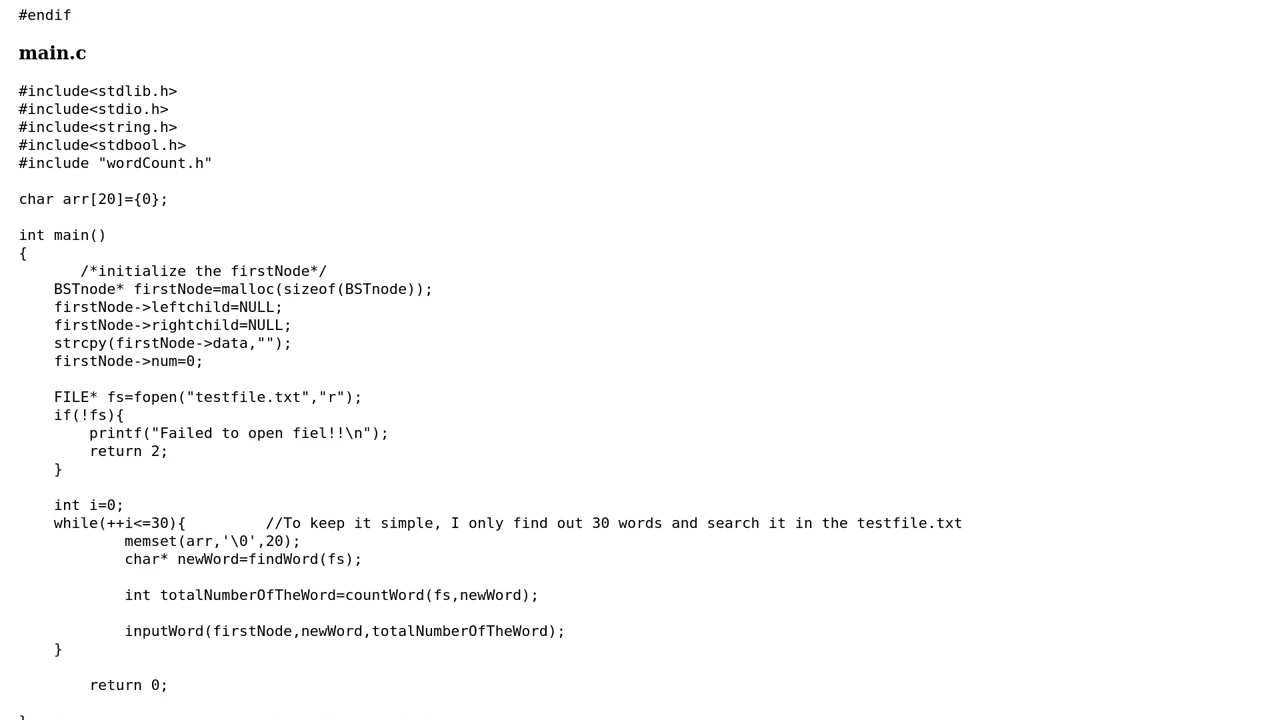 #endif
main.c
#include<stdlib.h>
#include<stdio.h>
#include<string.h>
#include<stdbool.h>
#include "wordCount.h"
char arr[20]={0};
int main()
{
/*initialize the firstNode*/
BSTnode* firstNode=malloc(sizeof(BSTnode));
firstNode->leftchild=NULL;
firstNode->rightchild=NULL;
strcpy(firstNode->data,"");
firstNode->num=0;
FILE* fs=fopen("testfile.txt","r");
if(!fs){
printf("Failed to open fiel!!\n");
return 2;
}
int i=0;
while(++i<=30){ //To keep it simple, I only find out 30 words and search it in the testfile.txt
memset(arr,'\0',20);
char* newWord=findWord(fs);
int totalNumberOfTheWord=countWord(fs,newWord);
inputWord(firstNode,newWord,totalNumberOfTheWord);
}
return 0;
}